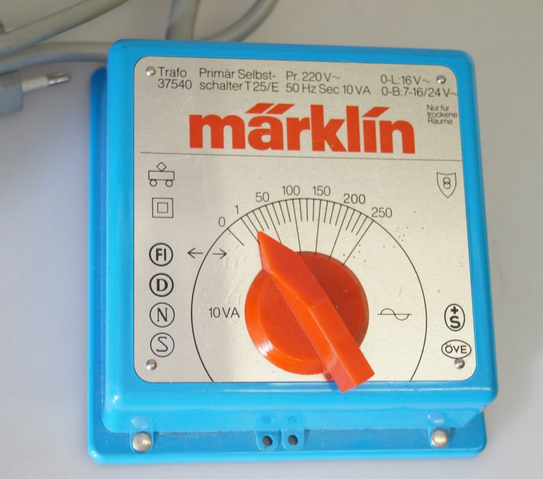 Trafo Primär Selbst- Pr. 220 V~ 0-L:16 V~
37540 schalter T 25/E 50 Hz Sec 10 VA 0-B:7-16/24 V~
Nur für
trockene
Räume
märklin
0 1 50 100 150 200 250
8
FI ← →
D
10 VA
N
+S
S
ÖVE